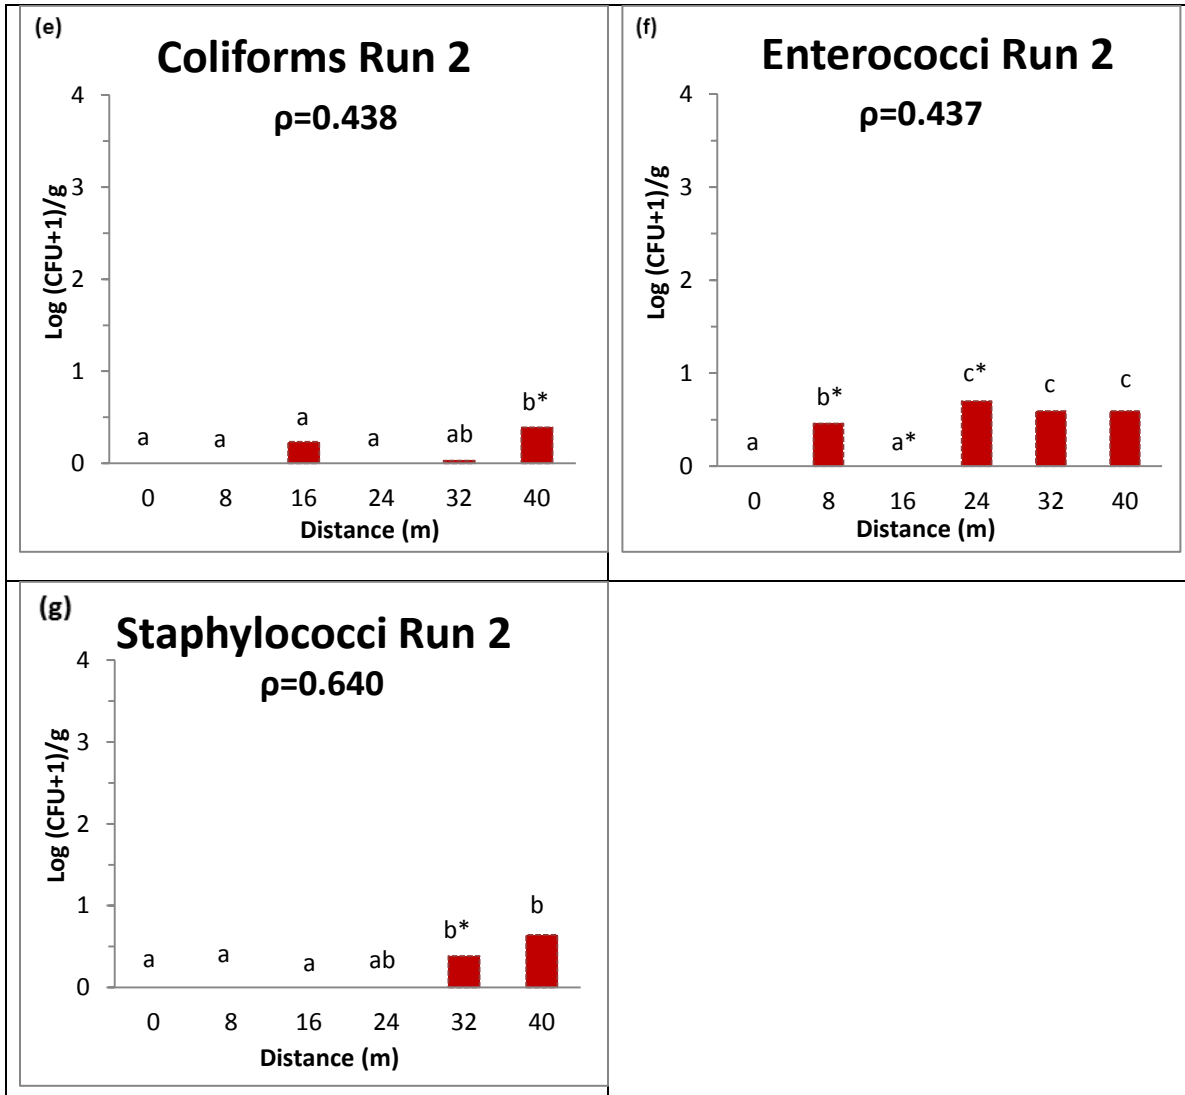 (e)
Coliforms Run 2
ρ=0.438
Log (CFU+1)/g
4
3
2
1
0
a a a a ab b*
0 8 16 24 32 40
Distance (m)
(f)
Enterococci Run 2
ρ=0.437
Log (CFU+1)/g
4
3
2
1
0
a b* a* c* c c
0 8 16 24 32 40
Distance (m)
(g)
Staphylococci Run 2
ρ=0.640
Log (CFU+1)/g
4
3
2
1
0
a a a ab b* b
0 8 16 24 32 40
Distance (m)